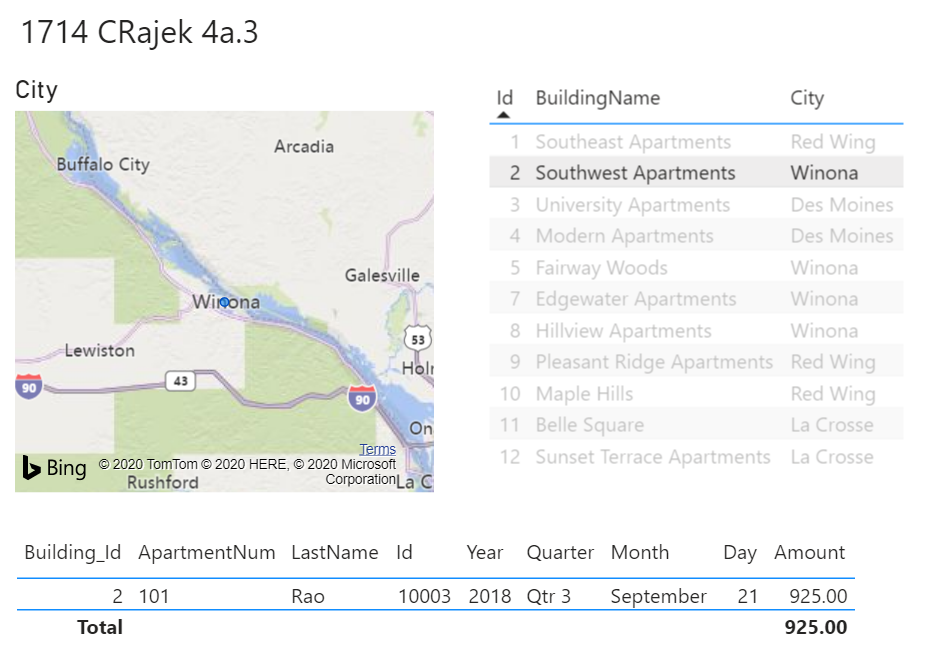 1714 CRajek 4a.3
City
Arcadia
Buffalo City
Galesville
Winona
53
Lewiston
Holm
90
43
90
On
Terms
Bing © 2020 TomTom © 2020 HERE, © 2020 Microsoft
Corporation
Rushford
La C
Id BuildingName City
1 Southeast Apartments Red Wing
2 Southwest Apartments Winona
3 University Apartments Des Moines
4 Modern Apartments Des Moines
5 Fairway Woods Winona
7 Edgewater Apartments Winona
8 Hillview Apartments Winona
9 Pleasant Ridge Apartments Red Wing
10 Maple Hills Red Wing
11 Belle Square La Crosse
12 Sunset Terrace Apartments La Crosse
Building_Id ApartmentNum LastName Id Year Quarter Month Day Amount
2 101 Rao 10003 2018 Qtr 3 September 21 925.00
Total 925.00